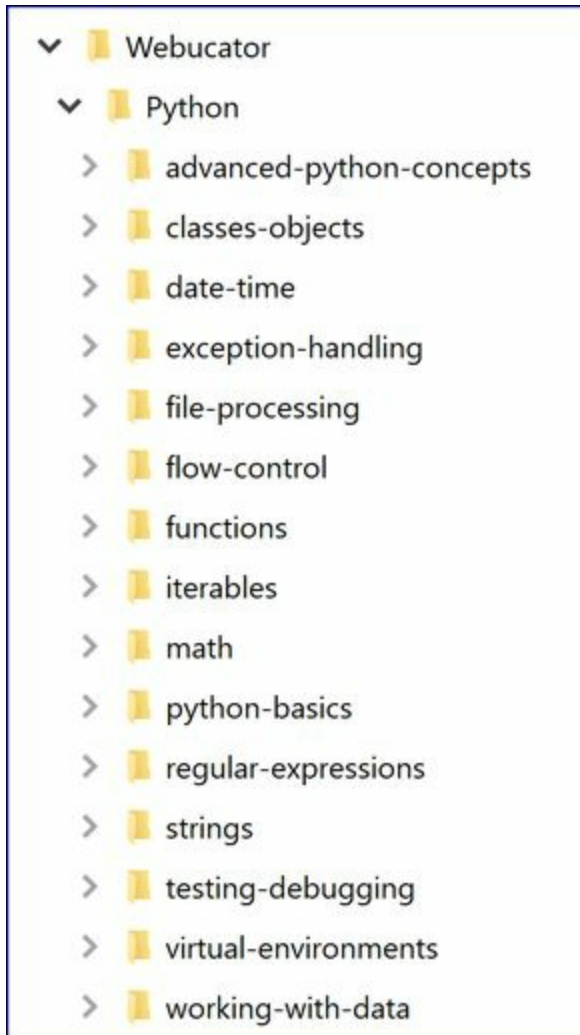 Webucator
Python
advanced-python-concepts
classes-objects
date-time
exception-handling
file-processing
flow-control
functions
iterables
math
python-basics
regular-expressions
strings
testing-debugging
virtual-environments
working-with-data